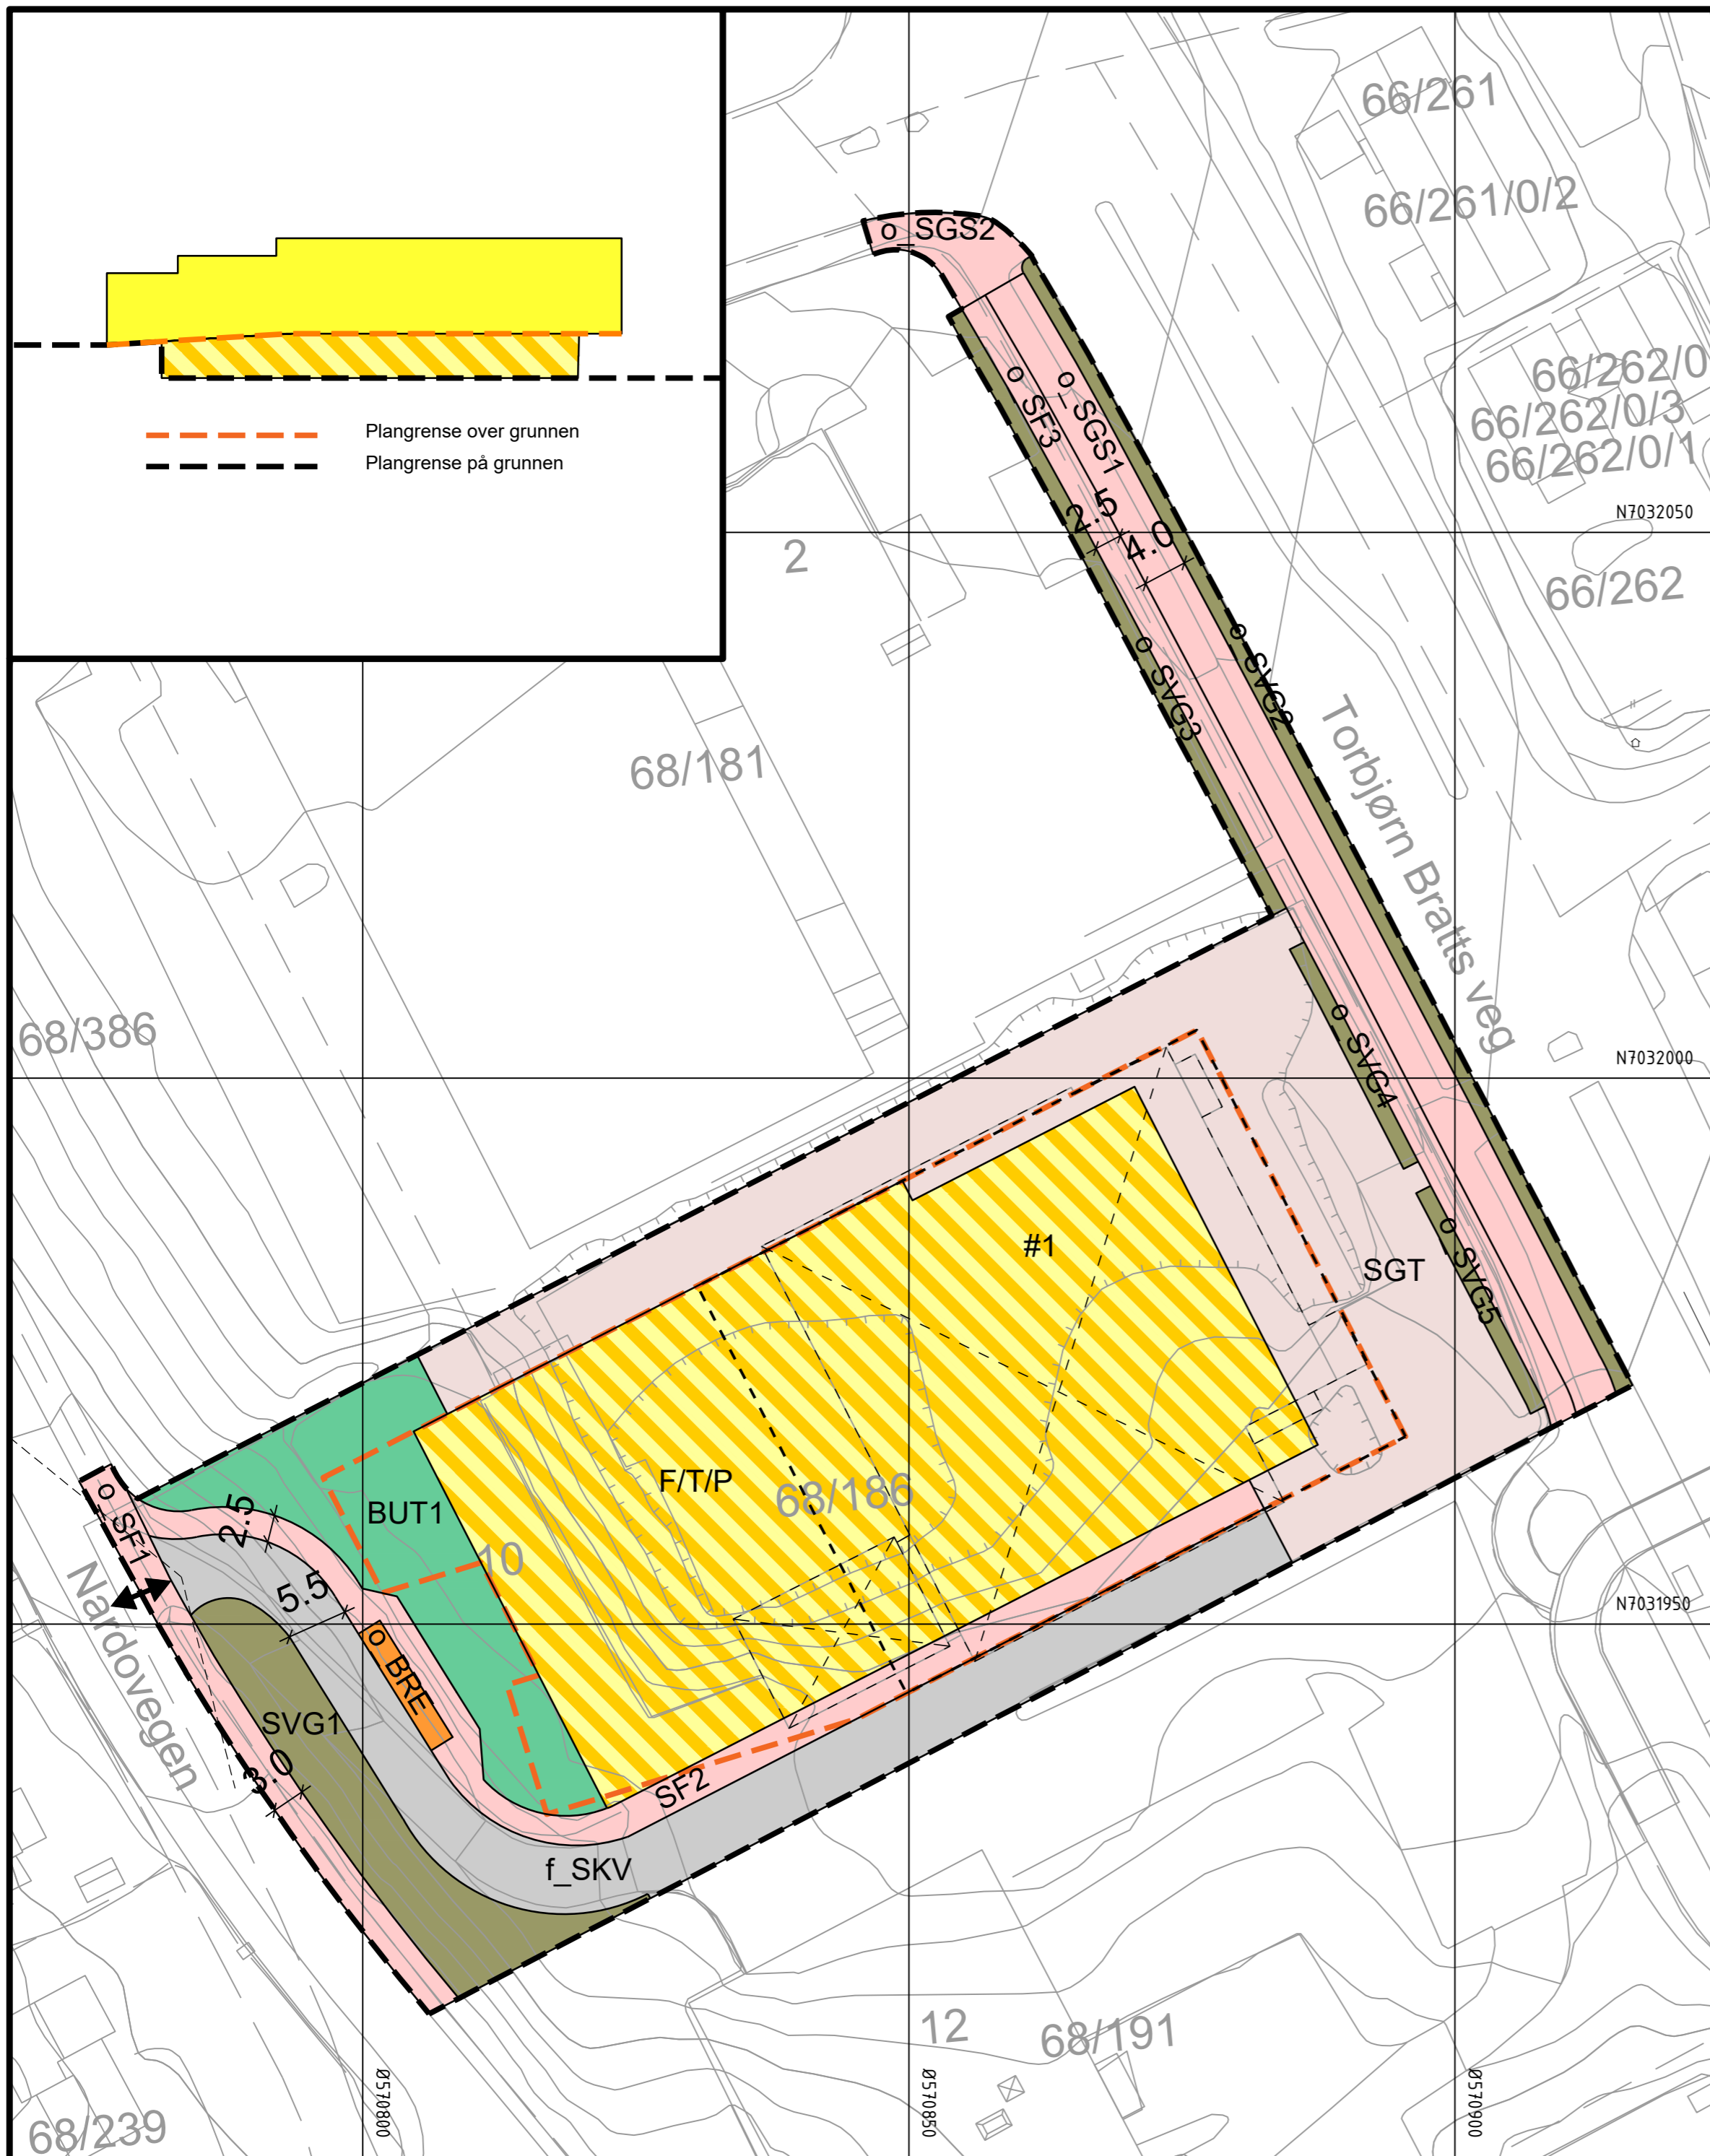 Plangrense over grunnen
Plangrense på grunnen
66/261
66/261/0/2
o_SGS2
66/262/0
66/262/0/3
66/262/0/1
o_SF3
o_SGS1
2.5
4.0
N7032050
2
66/262
o_SVG3
o_SVG2
68/181
Torbjørn Bratts veg
68/386
o_SVG4
N7032000
#1
SGT
o_SVG5
F/T/P
68/186
o_SF1
2.5
BUT1
10
Nardovegen
5.5
N7031950
o_BRE
SVG1
3.0
SF2
f_SKV
12
68/191
Ø570800
Ø570850
Ø570900
68/239